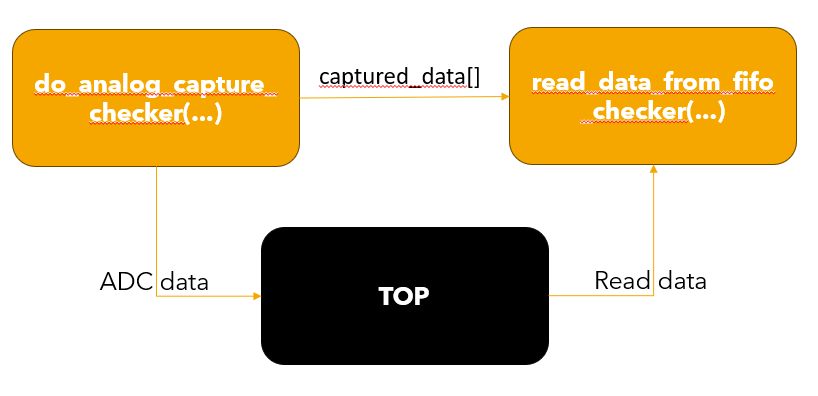 do_analog_capture_
checker(...)
captured_data[]
read_data_from_fifo
_checker(...)
ADC data
TOP
Read data